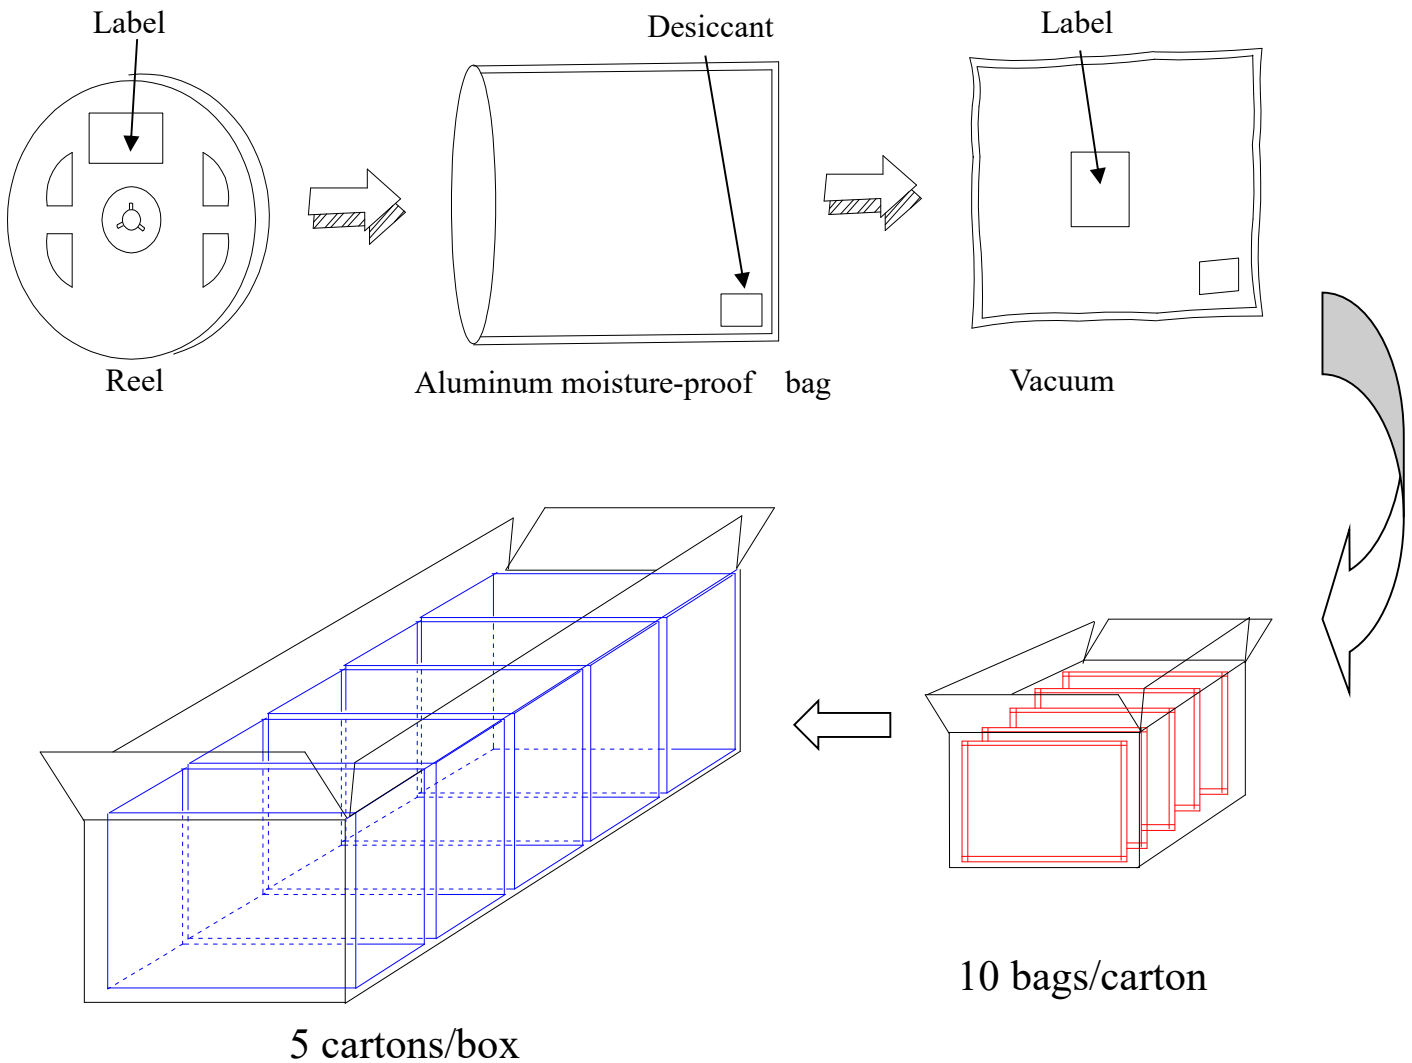 Label
Desiccant
Label
Reel
Aluminum moisture-proof bag
Vacuum
10 bags/carton
5 cartons/box